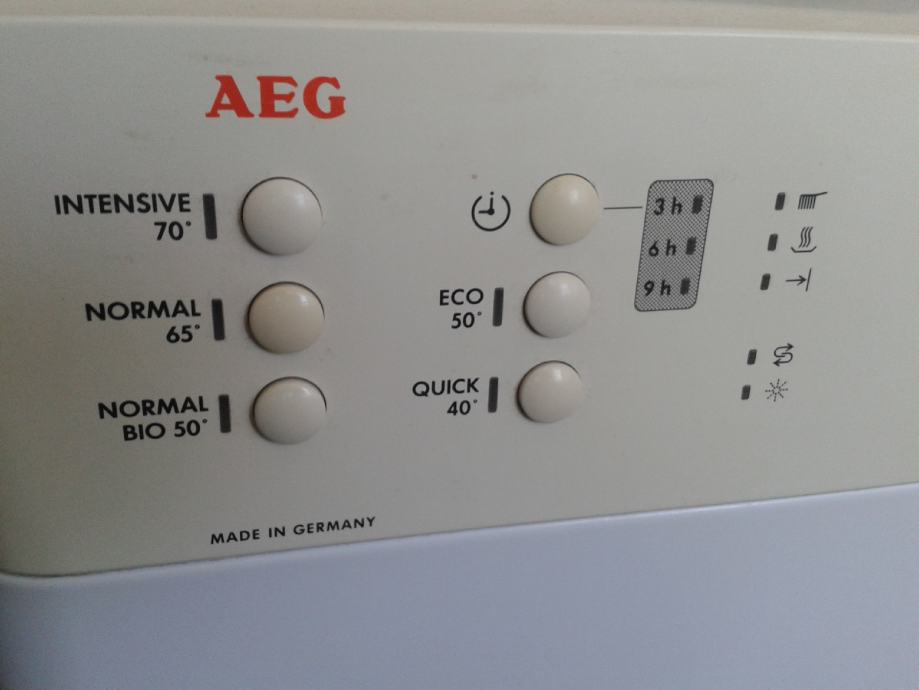 AEG
INTENSIVE
70°
NORMAL
65°
NORMAL
BIO 50°
ECO
50°
QUICK
40°
3 h
6 h
9 h
MADE IN GERMANY